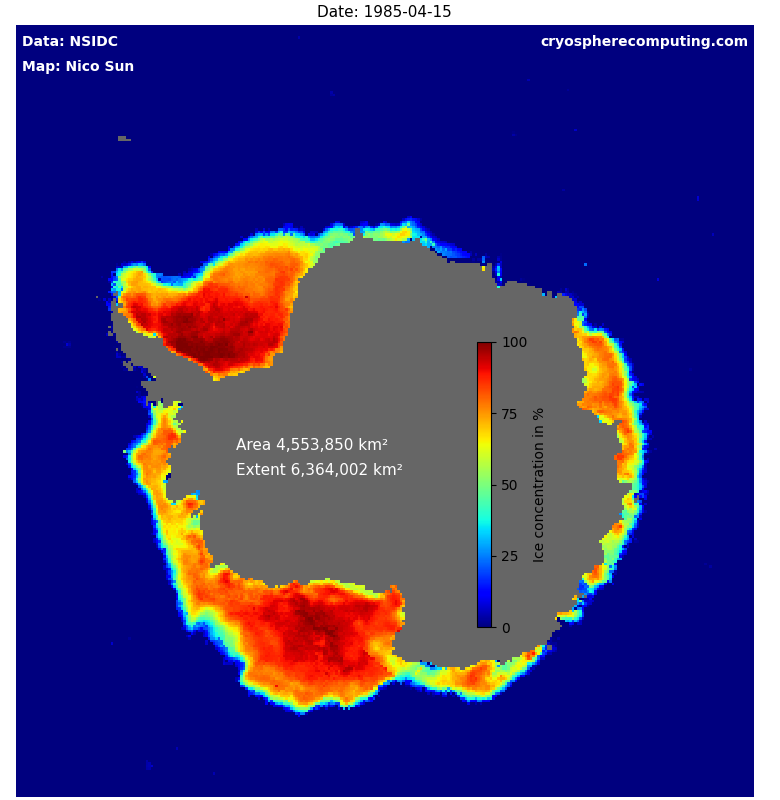 Date: 1985-04-15
Data: NSIDC
cryospherecomputing.com
Map: Nico Sun
100
75
50
25
0
Ice concentration in %
Area 4,553,850 km²
Extent 6,364,002 km²